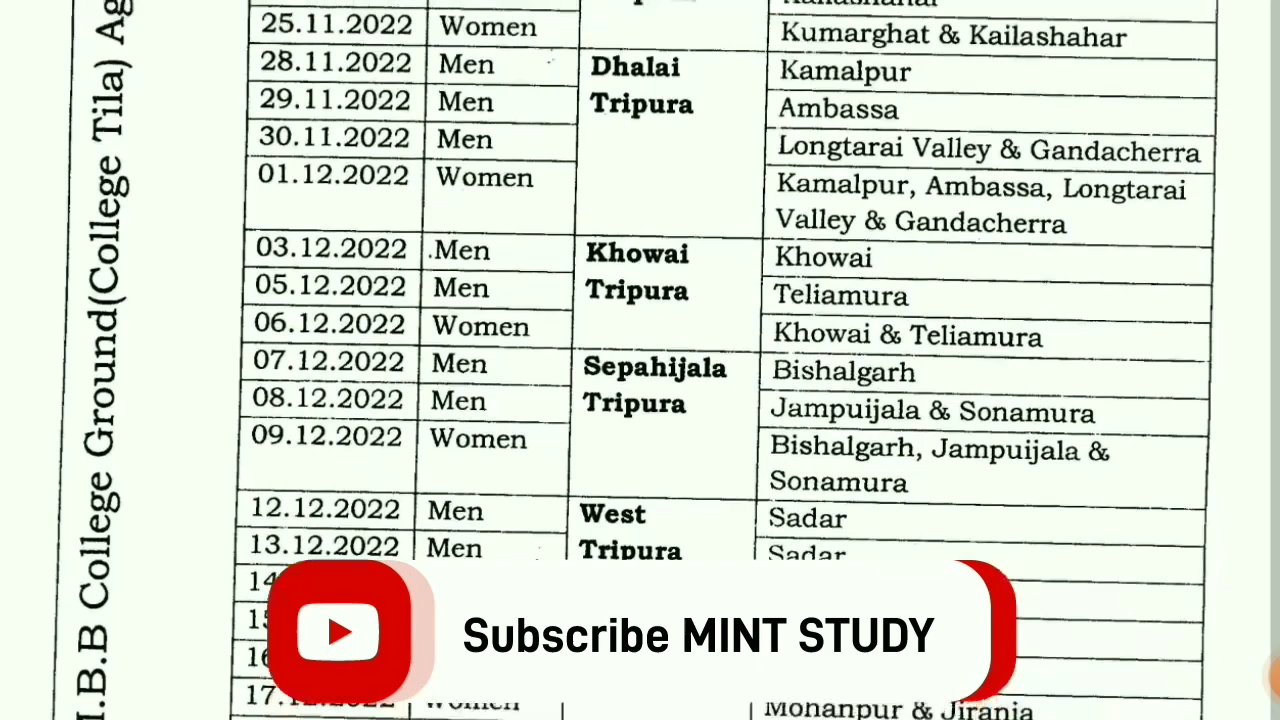 25.11.2022 Women Kumarghat & Kailashahar
28.11.2022 Men Dhalai Kamalpur
29.11.2022 Men Tripura Ambassa
30.11.2022 Men Longtarai Valley & Gandacherra
01.12.2022 Women Kamalpur, Ambassa, Longtarai
Valley & Gandacherra
03.12.2022 .Men Khowai Khowai
05.12.2022 Men Tripura Teliamura
06.12.2022 Women Khowai & Teliamura
07.12.2022 Men Sepahijala Bishalgarh
08.12.2022 Men Tripura Jampuijala & Sonamura
09.12.2022 Women Bishalgarh, Jampuijala &
Sonamura
12.12.2022 Men West Sadar
13.12.2022 Men Tripura Sadar
Women Mohanpur & Jirania
.B.B College Ground(College Tila)
Subscribe MINT STUDY